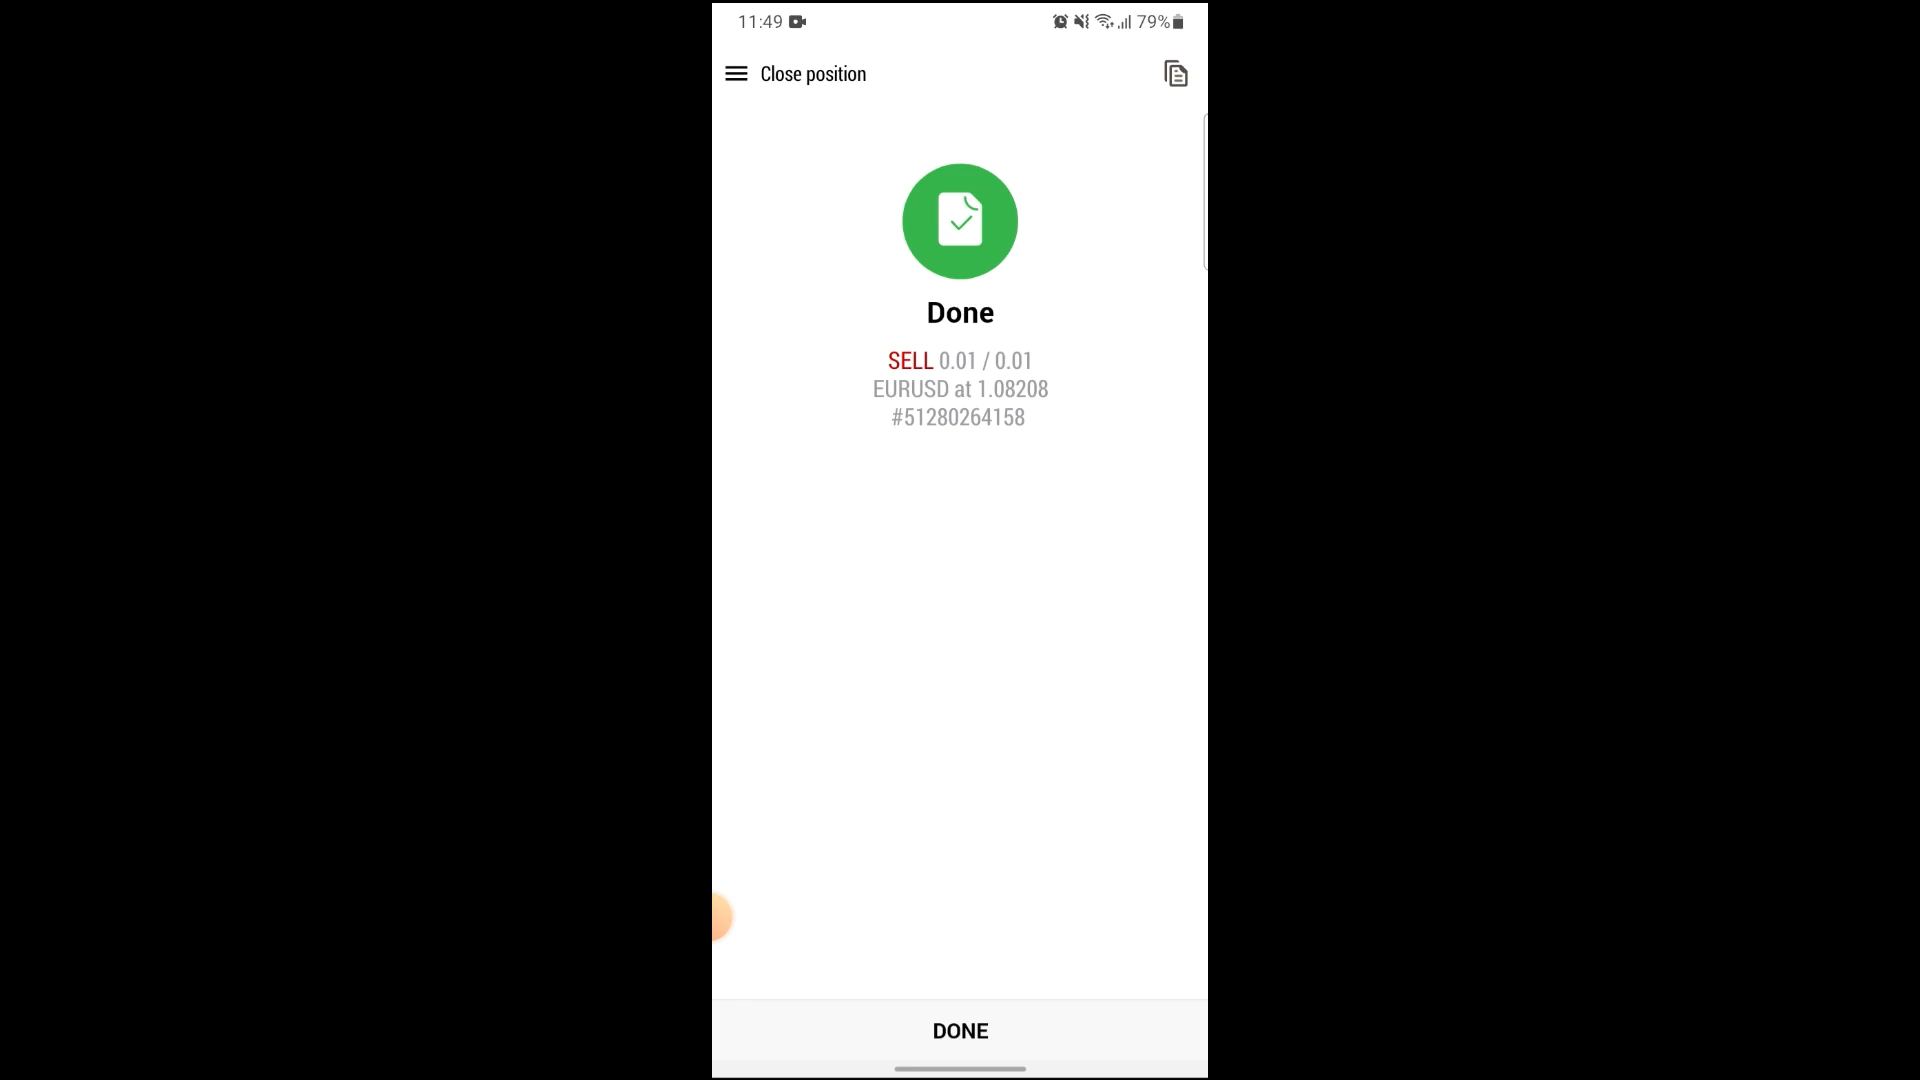 11:49 79%
Close position
Done
SELL 0.01 / 0.01
EURUSD at 1.08208
#51280264158
DONE